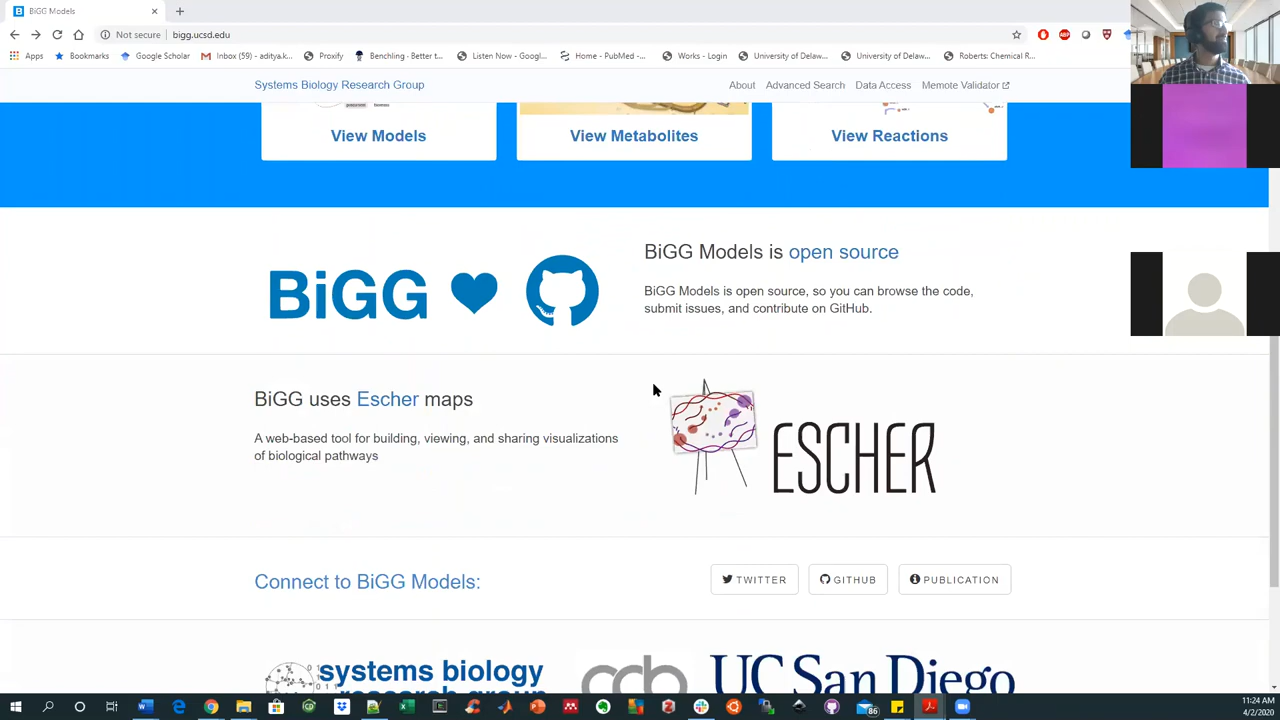 BiGG Models
Not secure | bigg.ucsd.edu
Apps Bookmarks Google Scholar Inbox (59) - aditya.k... Proxify Benchling - Better t... Listen Now - Googl... Home - PubMed -... Works - Login University of Delaw... University of Delaw... Roberts: Chemical R...
Systems Biology Research Group About Advanced Search Data Access Memote Validator
View Models View Metabolites View Reactions
BiGG
BiGG Models is open source
BiGG Models is open source, so you can browse the code,
submit issues, and contribute on GitHub.
BiGG uses Escher maps
A web-based tool for building, viewing, and sharing visualizations
of biological pathways
ESCHER
Connect to BiGG Models:
TWITTER GITHUB PUBLICATION
systems biology
research group
UC San Diego
86
11:24 AM
4/2/2020